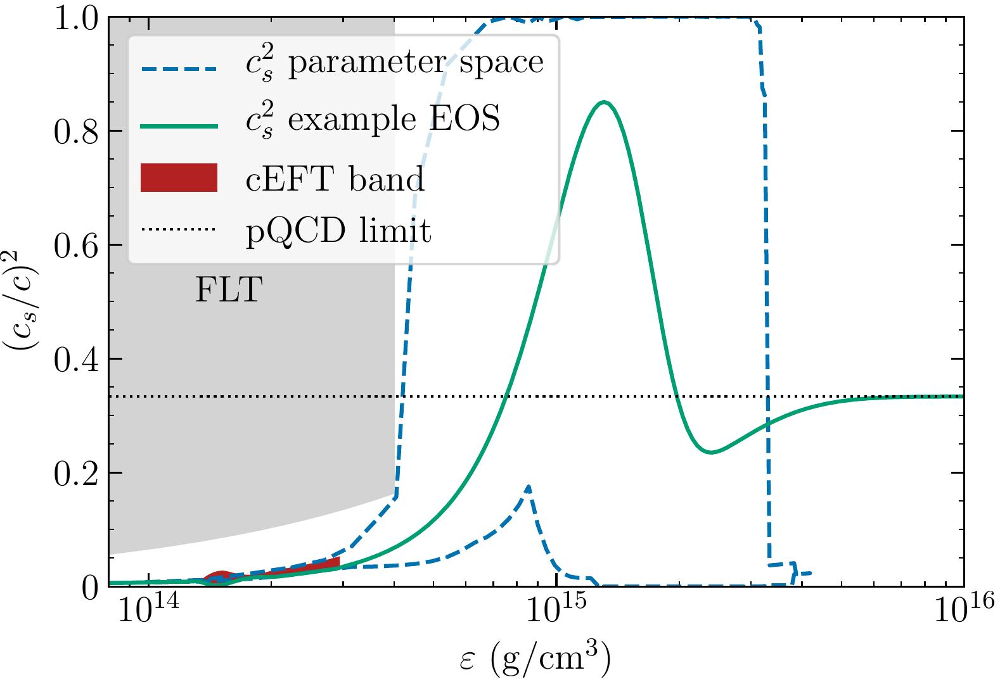 1.0
0.8
0.6
0.4
0.2
0
(c_s/c)^2
c_s^2 parameter space
c_s^2 example EOS
cEFT band
pQCD limit
FLT
10^14
10^15
10^16
ε (g/cm^3)